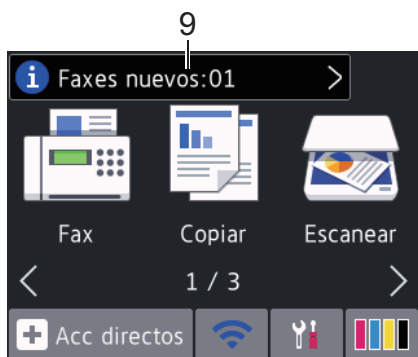 9
i Faxes nuevos:01 >
Fax Copiar Escanear
< 1 / 3 >
+ Acc directos